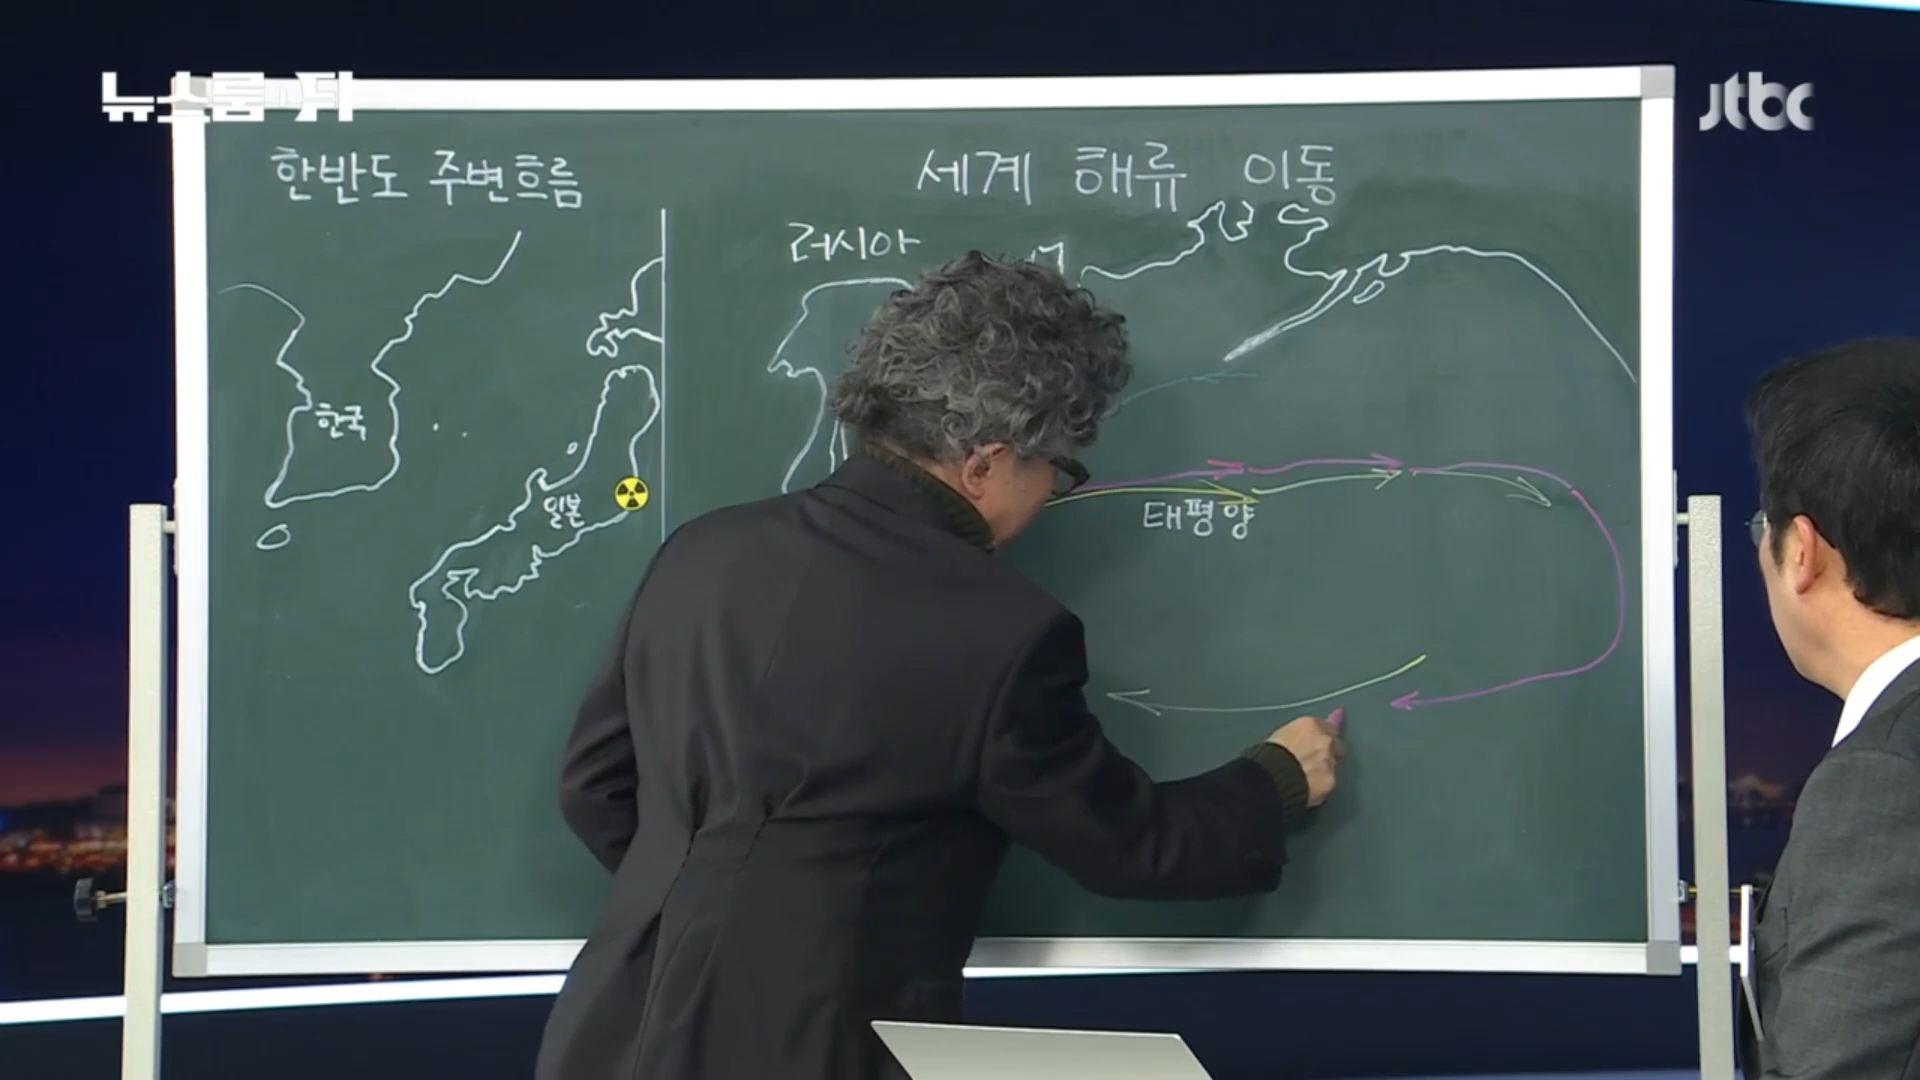 뉴스룸 뒤
jtbc
한반도 주변흐름
세계 해류 이동
러시아
한국
일본
태평양